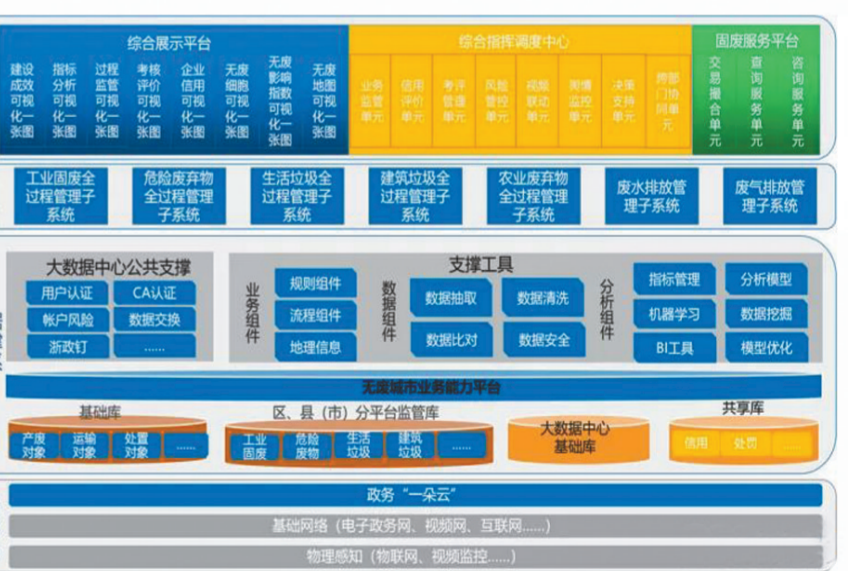 综合展示平台
建设成效可视化一张图
指标分析可视化一张图
过程监管可视化一张图
考核评价可视化一张图
企业信用可视化一张图
无废细胞可视化一张图
无废影响指数可视化一张图
无废地图可视化一张图
综合指挥调度中心
业务监管单元
信用评价单元
考评管理单元
风险管控单元
视频联动单元
舆情监控单元
决策支持单元
跨部门协同单元
固废服务平台
交易撮合单元
查询服务单元
咨询服务单元
工业固废全
过程管理子
系统
危险废弃物
全过程管理
子系统
生活垃圾全
过程管理子
系统
建筑垃圾全
过程管理子
系统
农业废弃物
全过程管理
子系统
废水排放管
理子系统
废气排放管
理子系统
大数据中心公共支撑
用户认证
CA认证
帐户风险
数据交换
浙政钉
……
支撑工具
业务组件
规则组件
流程组件
地理信息
数据组件
数据抽取
数据清洗
数据比对
数据安全
分析组件
指标管理
分析模型
机器学习
数据挖掘
BI工具
模型优化
无废城市业务能力平台
基础库
产废
对象
运输
对象
处置
对象
……
区、县（市）分平台监管库
工业
固废
危险
废物
生活
垃圾
建筑
垃圾
……
大数据中心
基础库
共享库
信用
处罚
……
政务“一朵云”
基础网络（电子政务网、视频网、互联网……）
物理感知（物联网、视频监控……）